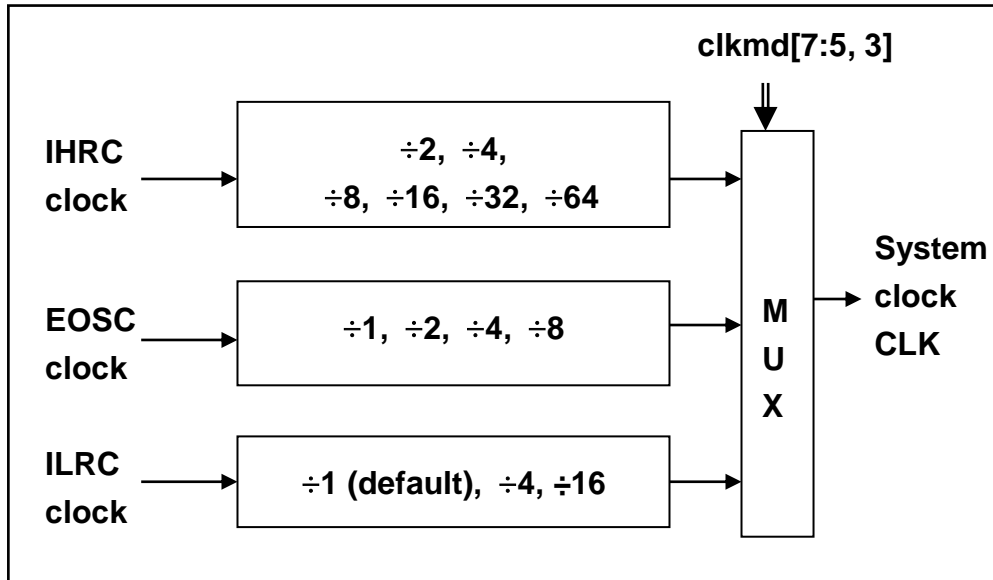 clkmd[7:5, 3]
IHRC
clock
÷2, ÷4,
÷8, ÷16, ÷32, ÷64
EOSC
clock
÷1, ÷2, ÷4, ÷8
ILRC
clock
÷1 (default), ÷4, ÷16
M
U
X
System
clock
CLK